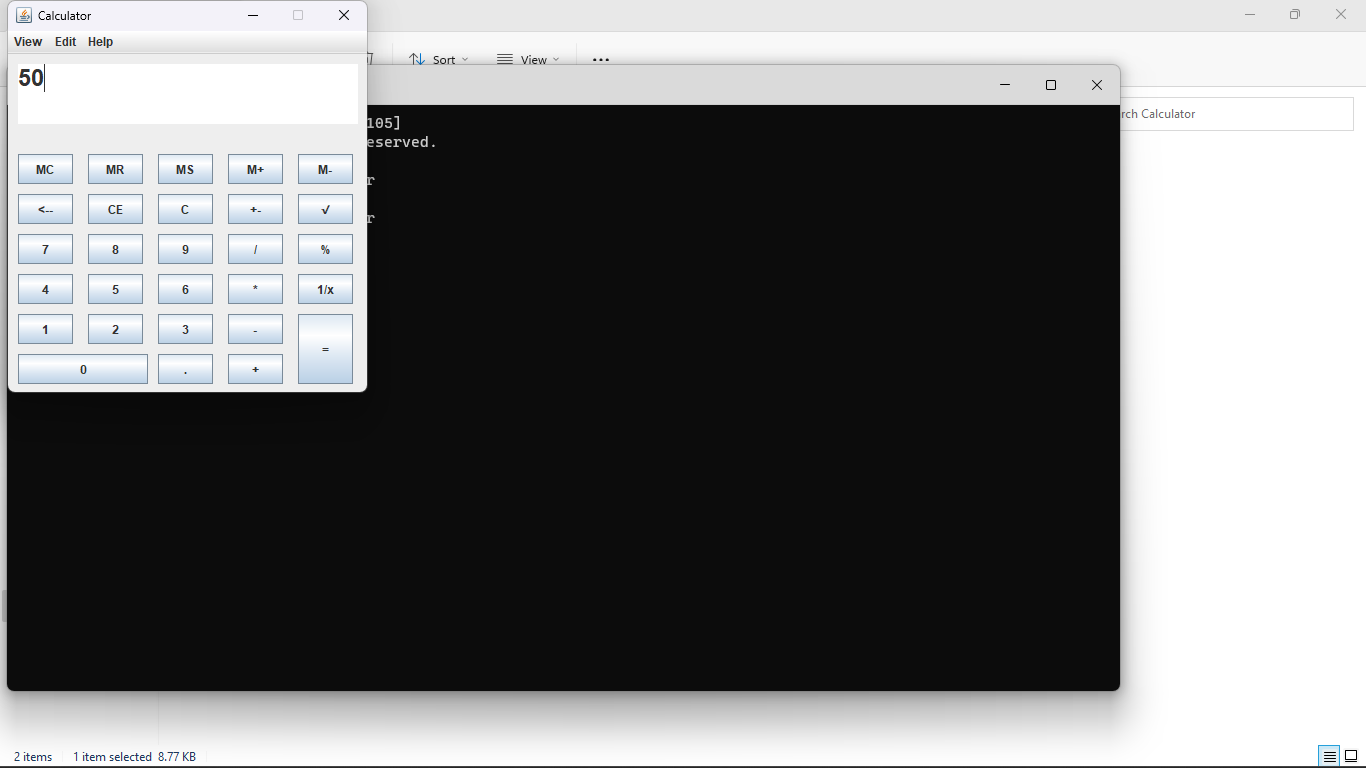 Calculator
View Edit Help
50
MC MR MS M+ M-
<-- CE C +- √
7 8 9 / %
4 5 6 * 1/x
1 2 3 - =
0 . +
Sort View ...
105]
eserved.
r
r
rch Calculator
2 items 1 item selected 8.77 KB